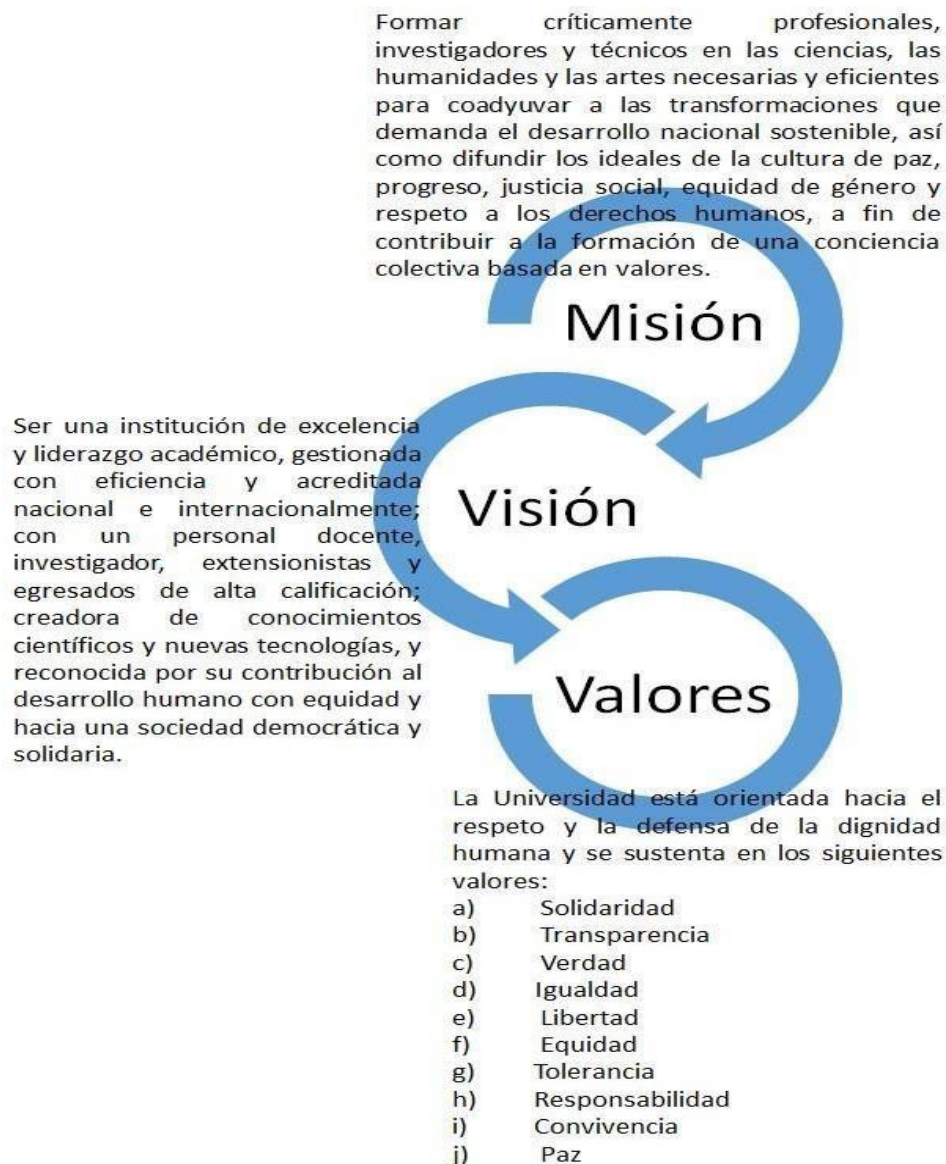 Formar críticamente profesionales,
investigadores y técnicos en las ciencias, las
humanidades y las artes necesarias y eficientes
para coadyuvar a las transformaciones que
demanda el desarrollo nacional sostenible, así
como difundir los ideales de la cultura de paz,
progreso, justicia social, equidad de género y
respeto a los derechos humanos, a fin de
contribuir a la formación de una conciencia
colectiva basada en valores.
Misión
Ser una institución de excelencia
y liderazgo académico, gestionada
con eficiencia y acreditada
nacional e internacionalmente;
con un personal docente,
investigador, extensionistas y
egresados de alta calificación;
creadora de conocimientos
científicos y nuevas tecnologías, y
reconocida por su contribución al
desarrollo humano con equidad y
hacia una sociedad democrática y
solidaria.
Visión
Valores
La Universidad está orientada hacia el
respeto y la defensa de la dignidad
humana y se sustenta en los siguientes
valores:
a) Solidaridad
b) Transparencia
c) Verdad
d) Igualdad
e) Libertad
f) Equidad
g) Tolerancia
h) Responsabilidad
i) Convivencia
j) Paz